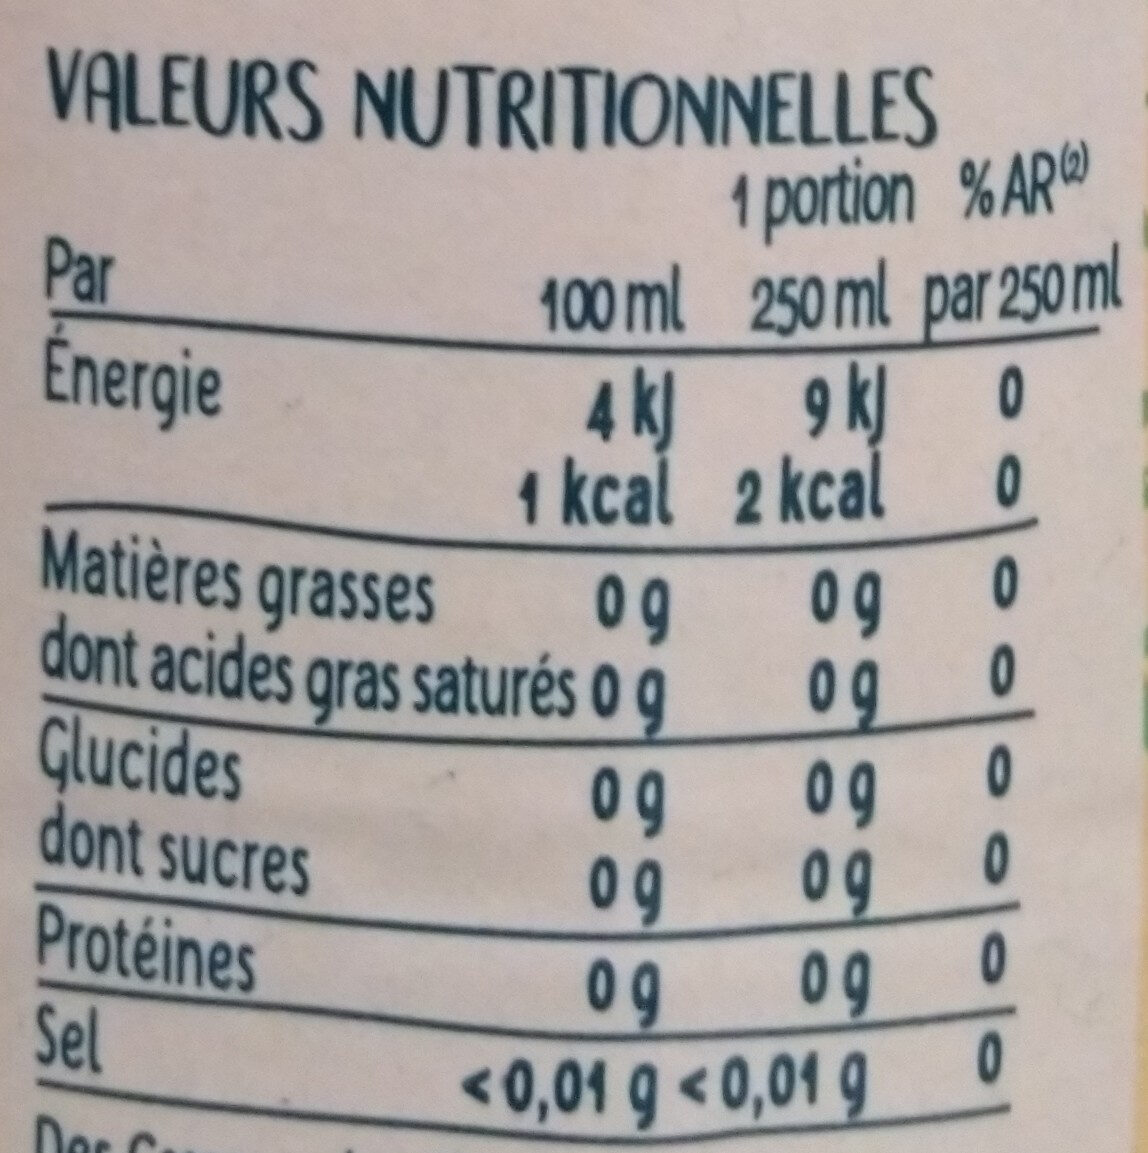 VALEURS NUTRITIONNELLES
1 portion % AR(2)
Par 100 ml 250 ml par 250 ml
Énergie 4 kJ 9 kJ 0
1 kcal 2 kcal 0
Matières grasses 0 g 0 g 0
dont acides gras saturés 0 g 0 g 0
Glucides 0 g 0 g 0
dont sucres 0 g 0 g 0
Protéines 0 g 0 g 0
Sel <0,01 g <0,01 g 0